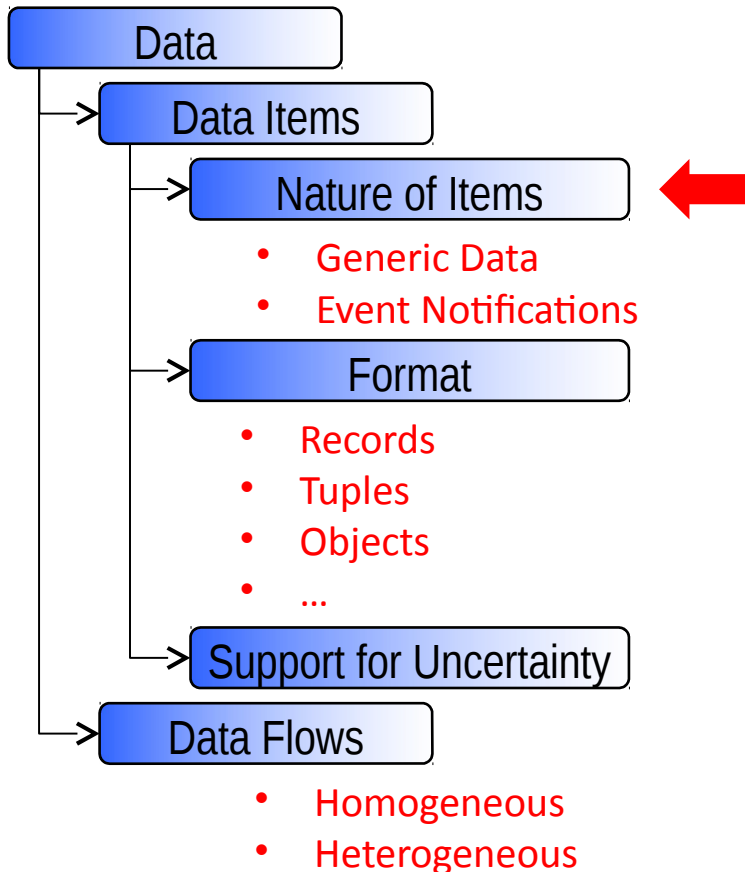 Data
Data Items
Nature of Items
• Generic Data
• Event Notifications
Format
• Records
• Tuples
• Objects
• ...
Support for Uncertainty
Data Flows
• Homogeneous
• Heterogeneous